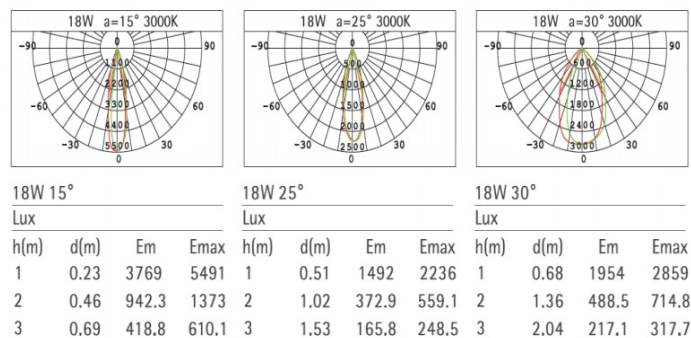 18W a=15° 3000K
0
-90 90
1100
2200
-60 60
3300
4400
-30 30
5500
0
18W 15°
Lux
h(m) d(m) Em Emax
1 0.23 3769 5491
2 0.46 942.3 1373
3 0.69 418.8 610.1
18W a=25° 3000K
0
-90 90
500
1000
-60 60
1500
2000
-30 30
2500
0
18W 25°
Lux
h(m) d(m) Em Emax
1 0.51 1492 2236
2 1.02 372.9 559.1
3 1.53 165.8 248.5
18W a=30° 3000K
0
-90 90
600
1200
-60 60
1800
2400
-30 30
3000
0
18W 30°
Lux
h(m) d(m) Em Emax
1 0.68 1954 2859
2 1.36 488.5 714.8
3 2.04 217.1 317.7